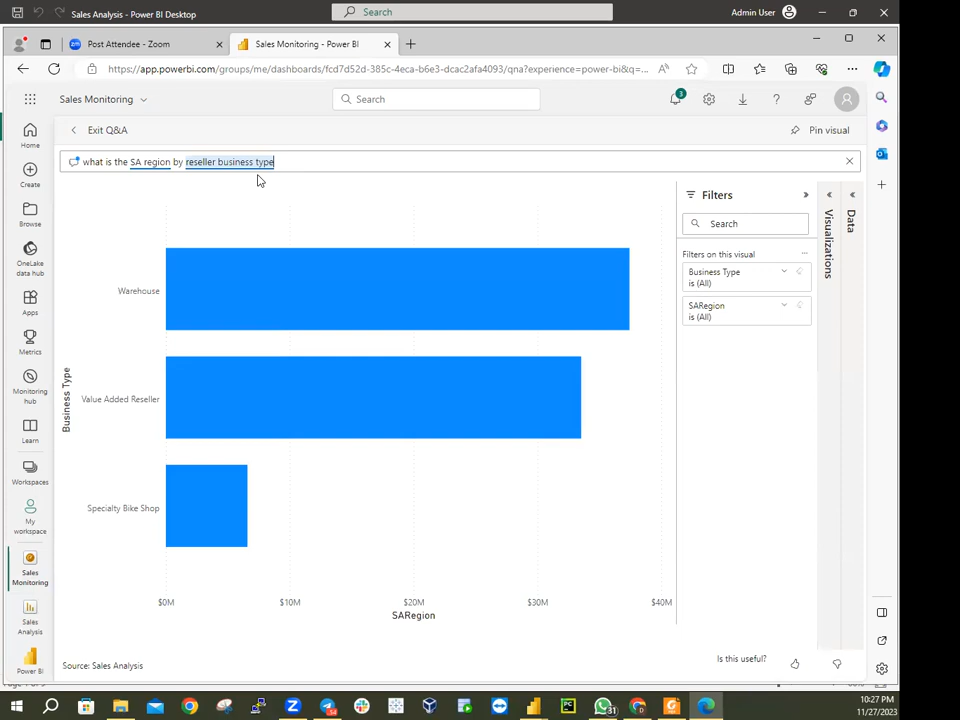 Sales Analysis - Power BI Desktop
Search
Admin User
Post Attendee - Zoom
Sales Monitoring - Power BI
https://app.powerbi.com/groups/me/dashboards/fcd7d52d-385c-4eca-b6e3-dcac2afa4093/qna?experience=power-bi&q=...
Sales Monitoring
Search
3
Home
Exit Q&A
Pin visual
Create
what is the SA region by reseller business type
Browse
OneLake data hub
Apps
Metrics
Monitoring hub
Learn
Workspaces
My workspace
Sales Monitoring
Sales Analysis
Power BI
Business Type
Warehouse
Value Added Reseller
Specialty Bike Shop
$0M
$10M
$20M
$30M
$40M
SARegion
Filters
Search
Filters on this visual
Business Type
is (All)
SARegion
is (All)
Visualizations
Data
Source: Sales Analysis
Is this useful?
31
10:27 PM
11/27/2023